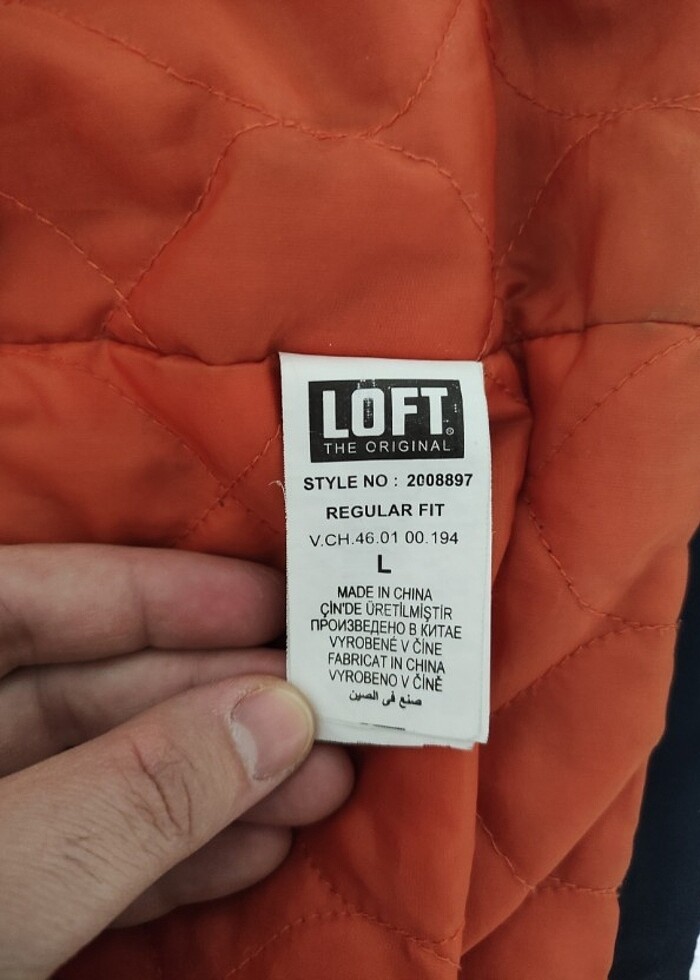 LOFT®
THE ORIGINAL
STYLE NO : 2008897
REGULAR FIT
V.CH.46.01 00.194
L
MADE IN CHINA
ÇİN'DE ÜRETİLMİŞTİR
ПРОИЗВЕДЕНО В КИТАЕ
VYROBENÉ V ČÍNE
FABRICAT IN CHINA
VYROBENO V ČÍNĚ
صنع فى الصين